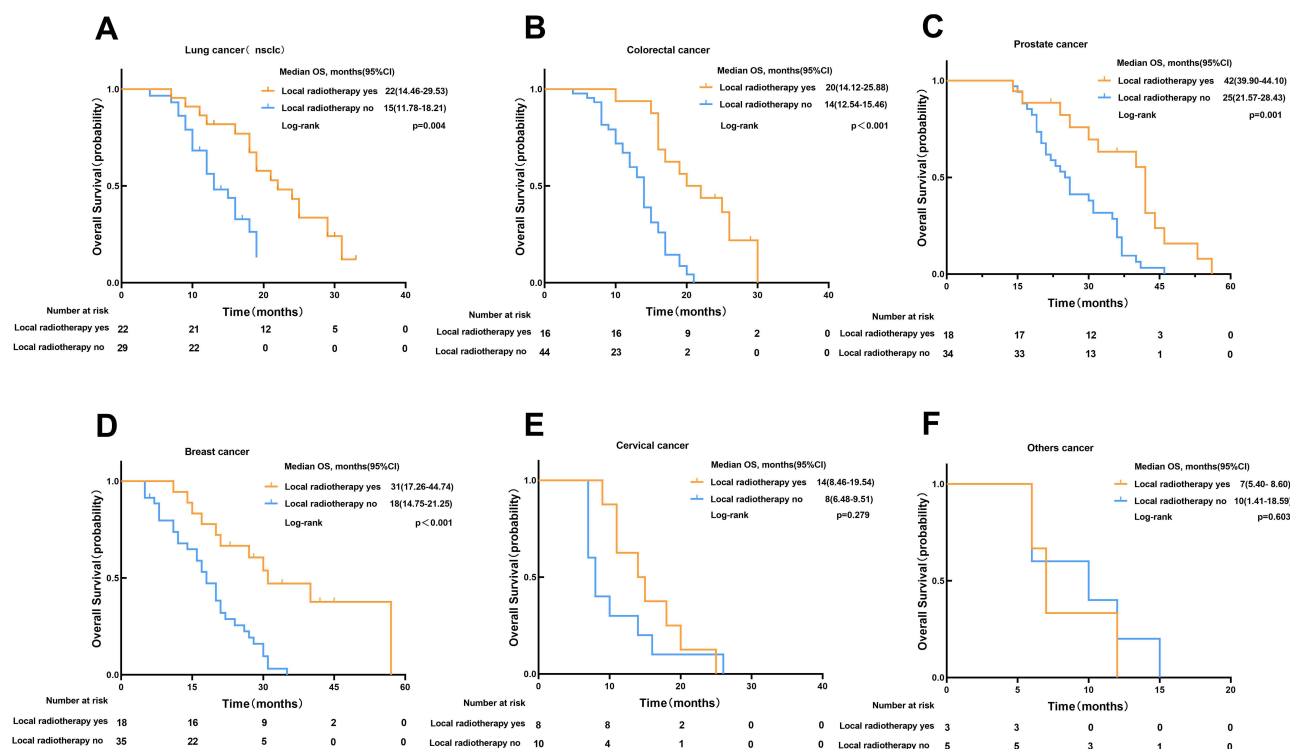 A
Lung cancer( nsclc)
Median OS, months(95%CI)
Local radiotherapy yes 22(14.46-29.53)
Local radiotherapy no 15(11.78-18.21)
Log-rank p=0.004
Overall Survival(probability)
1.0
0.5
0.0
0 10 20 30 40
Time(months)
Number at risk
Local radiotherapy yes 22 21 12 5 0
Local radiotherapy no 29 22 0 0 0
B
Colorectal cancer
Median OS, months(95%CI)
Local radiotherapy yes 20(14.12-25.88)
Local radiotherapy no 14(12.54-15.46)
Log-rank p<0.001
Overall Survival(probability)
1.0
0.5
0.0
0 10 20 30 40
Time(months)
Number at risk
Local radiotherapy yes 16 16 9 2 0
Local radiotherapy no 44 23 2 0 0
C
Prostate cancer
Median OS, months(95%CI)
Local radiotherapy yes 42(39.90-44.10)
Local radiotherapy no 25(21.57-28.43)
Log-rank p=0.001
Overall Survival(probability)
1.0
0.5
0.0
0 15 30 45 60
Time(months)
Number at risk
Local radiotherapy yes 18 17 12 3 0
Local radiotherapy no 34 33 13 1 0
D
Breast cancer
Median OS, months(95%CI)
Local radiotherapy yes 31(17.26-44.74)
Local radiotherapy no 18(14.75-21.25)
Log-rank p<0.001
Overall Survival(probability)
1.0
0.5
0.0
0 15 30 45 60
Time(months)
Number at risk
Local radiotherapy yes 18 16 9 2 0
Local radiotherapy no 35 22 5 0 0
E
Cervical cancer
Median OS, months(95%CI)
Local radiotherapy yes 14(8.46-19.54)
Local radiotherapy no 8(6.48-9.51)
Log-rank p=0.279
Overall Survival(probability)
1.0
0.5
0.0
0 10 20 30 40
Time(months)
Number at risk
Local radiotherapy yes 8 8 2 0 0
Local radiotherapy no 10 4 1 0 0
F
Others cancer
Median OS, months(95%CI)
Local radiotherapy yes 7(5.40- 8.60)
Local radiotherapy no 10(1.41-18.59)
Log-rank p=0.603
Overall Survival(probability)
1.0
0.5
0.0
0 5 10 15 20
Time(months)
Number at risk
Local radiotherapy yes 3 3 0 0 0
Local radiotherapy no 5 5 3 1 0